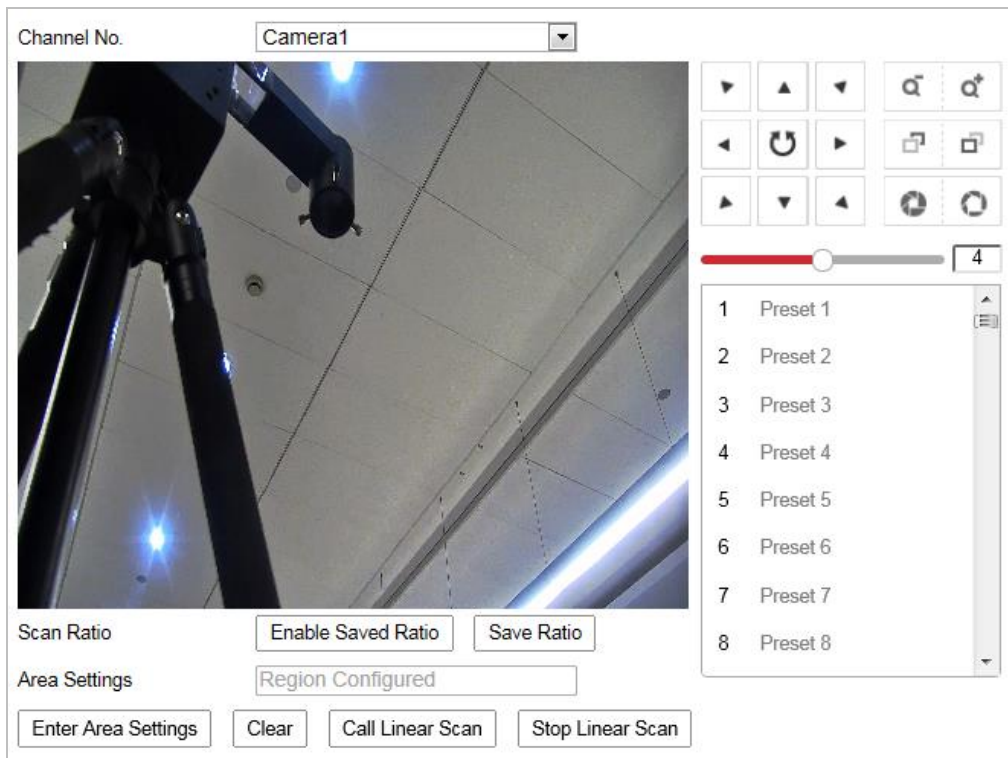 Channel No.
Camera1
4
1 Preset 1
2 Preset 2
3 Preset 3
4 Preset 4
5 Preset 5
6 Preset 6
7 Preset 7
8 Preset 8
Scan Ratio
Enable Saved Ratio
Save Ratio
Area Settings
Region Configured
Enter Area Settings
Clear
Call Linear Scan
Stop Linear Scan